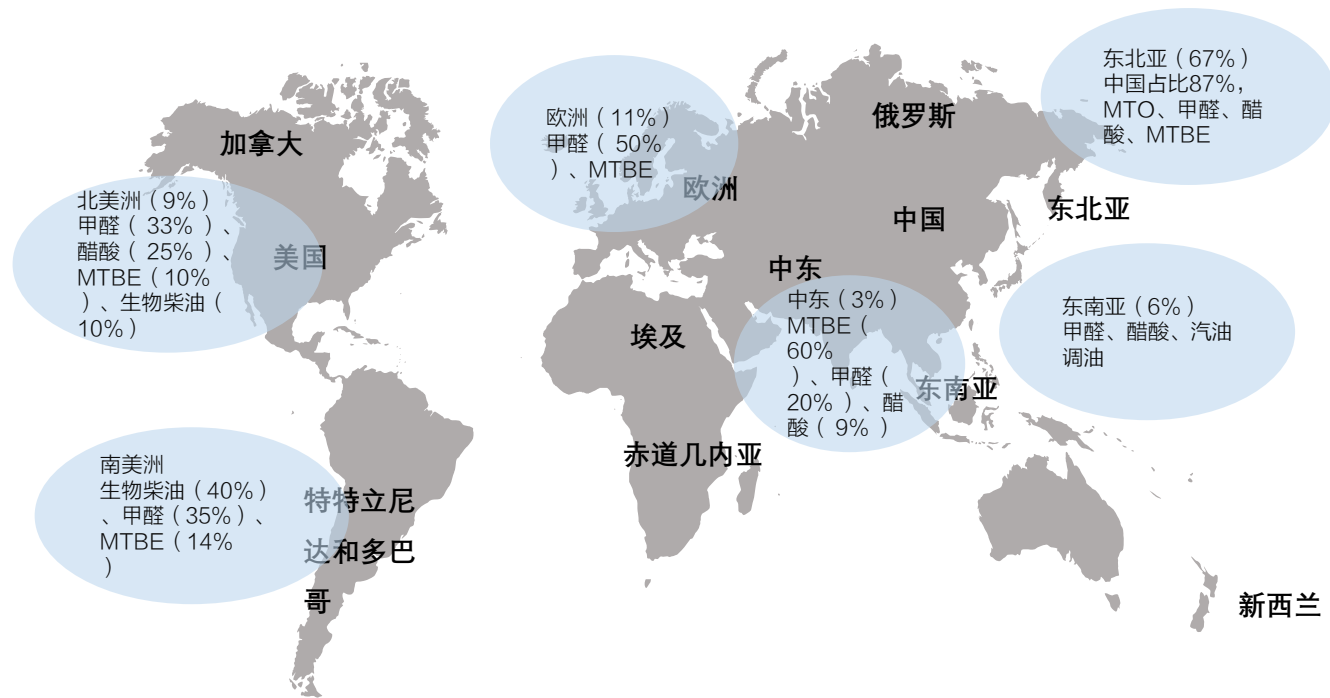 东北亚（67%）
中国占比87%，
MTO、甲醛、醋
酸、MTBE
欧洲（11%）
甲醛（ 50%
）、MTBE
俄罗斯
加拿大
欧洲
北美洲（9%）
甲醛（ 33% ）、
醋酸（ 25% ）、
MTBE（10%
）、生物柴油（
10%）
美国
中国
东北亚
中东
中东（3%）
MTBE（
60%
）、甲醛（
20% ）、醋
酸（ 9% ）
东南亚（6%）
甲醛、醋酸、汽油
调油
埃及
东南亚
赤道几内亚
南美洲
生物柴油（40%）
、甲醛（35%）、
MTBE（14%
）
特特立尼
达和多巴
哥
新西兰